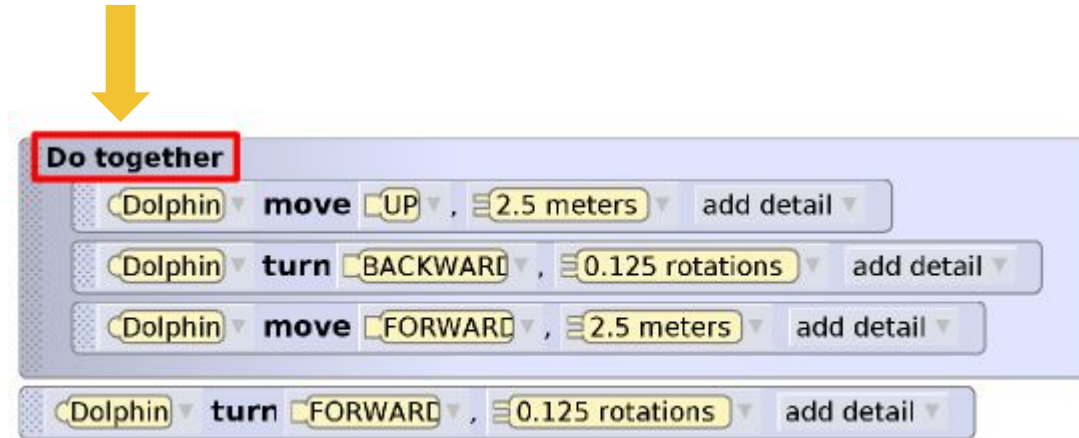 Do together
Dolphin move UP , 2.5 meters add detail
Dolphin turn BACKWARD , 0.125 rotations add detail
Dolphin move FORWARD , 2.5 meters add detail
Dolphin turn FORWARD , 0.125 rotations add detail